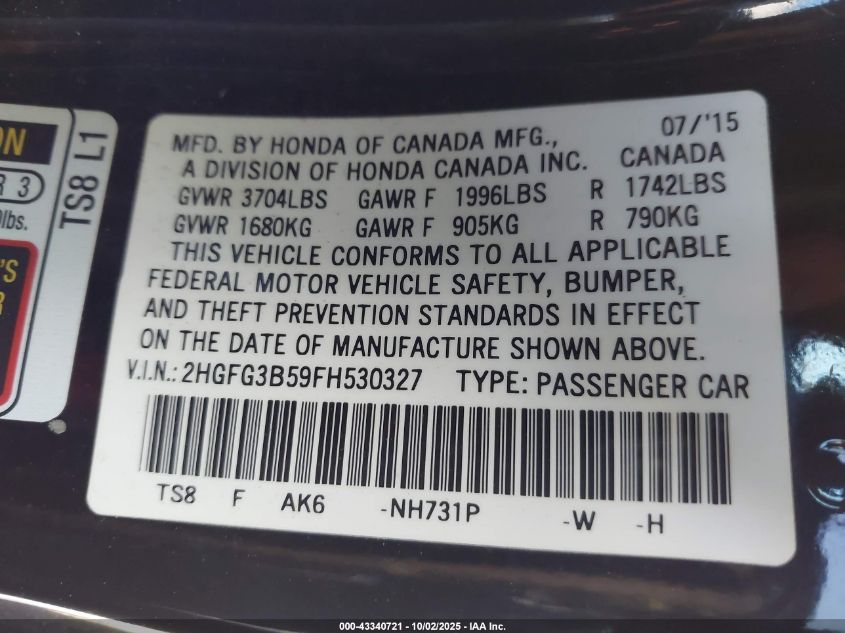 ON
R 3
lbs.
'S
R
TS8 L1
07/'15
MFD. BY HONDA OF CANADA MFG.,
A DIVISION OF HONDA CANADA INC. CANADA
GVWR 3704LBS GAWR F 1996LBS R 1742LBS
GVWR 1680KG GAWR F 905KG R 790KG
THIS VEHICLE CONFORMS TO ALL APPLICABLE
FEDERAL MOTOR VEHICLE SAFETY, BUMPER,
AND THEFT PREVENTION STANDARDS IN EFFECT
ON THE DATE OF MANUFACTURE SHOWN ABOVE.
V.I.N.: 2HGFG3B59FH530327 TYPE: PASSENGER CAR
TS8 F AK6 -NH731P -W -H
000-43340721 - 10/02/2025 - IAA Inc.